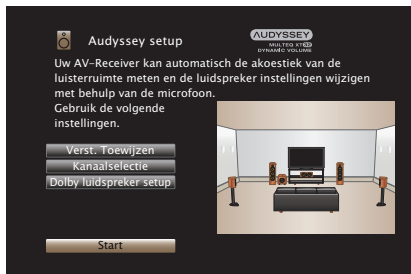 Audyssey setup
AUDYSSEY
MULTEQ XT32
DYNAMIC VOLUME
Uw AV-Receiver kan automatisch de akoestiek van de
luisterruimte meten en de luidspreker instellingen wijzigen
met behulp van de microfoon.
Gebruik de volgende
instellingen.
Verst. Toewijzen
Kanaalselectie
Dolby luidspreker setup
Start